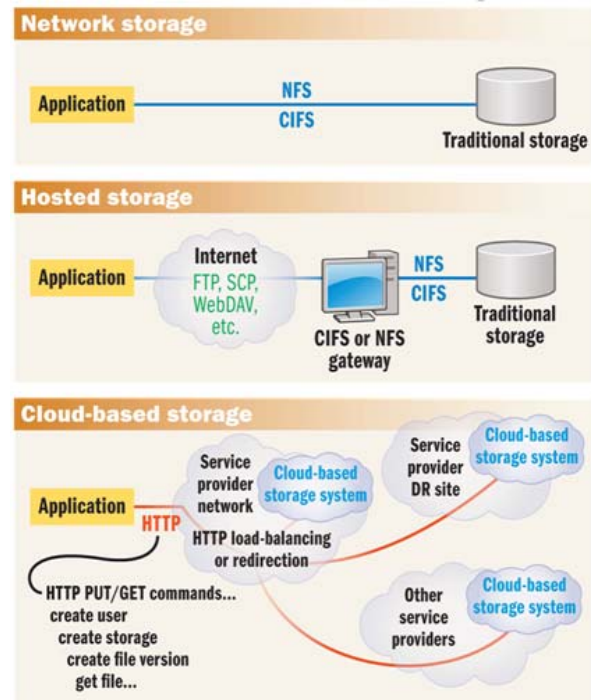 Network storage
Application
NFS
CIFS
Traditional storage
Hosted storage
Application
Internet
FTP, SCP,
WebDAV,
etc.
CIFS or NFS
gateway
NFS
CIFS
Traditional
storage
Cloud-based storage
Application
HTTP
Service
provider
network
Cloud-based
storage system
HTTP load-balancing
or redirection
Service
provider
DR site
Cloud-based
storage system
Other
service
providers
Cloud-based
storage system
HTTP PUT/GET commands...
create user
create storage
create file version
get file...